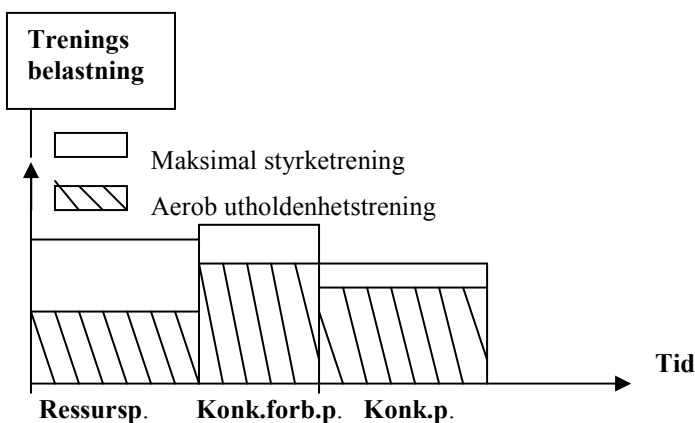 Trenings
belastning
Maksimal styrketrening
Aerob utholdenhetstrening
Tid
Ressursp. Konk.forb.p. Konk.p.